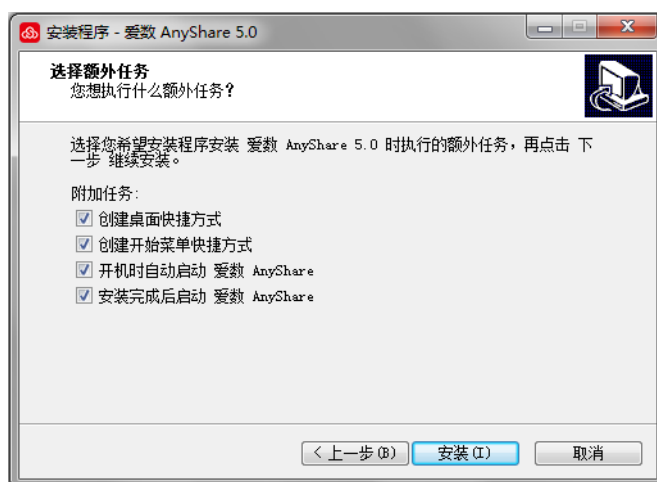 安装程序 - 爱数 AnyShare 5.0
选择额外任务
您想执行什么额外任务?
选择您希望安装程序安装 爱数 AnyShare 5.0 时执行的额外任务，再点击 下
一步 继续安装。
附加任务:
创建桌面快捷方式
创建开始菜单快捷方式
开机时自动启动 爱数 AnyShare
安装完成后启动 爱数 AnyShare
< 上一步(B)
安装(I)
取消